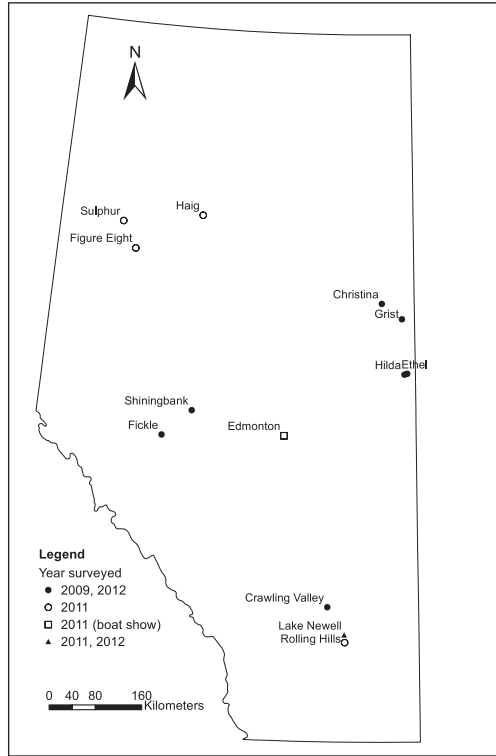 N
Sulphur
Haig
Figure Eight
Christina
Grist
HildaEthel
Shiningbank
Fickle
Edmonton
Legend
Year surveyed
2009, 2012
2011
2011 (boat show)
2011, 2012
Crawling Valley
Lake Newell
Rolling Hills
0 40 80 160
Kilometers